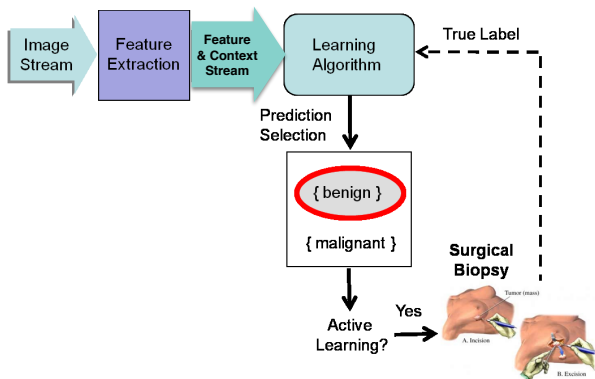 Image
Stream
Feature
Extraction
Feature
& Context
Stream
Learning
Algorithm
True Label
Prediction
Selection
{ benign }
{ malignant }
Surgical
Biopsy
Active
Learning?
Yes
Tumor (mass)
A. Incision
B. Excision